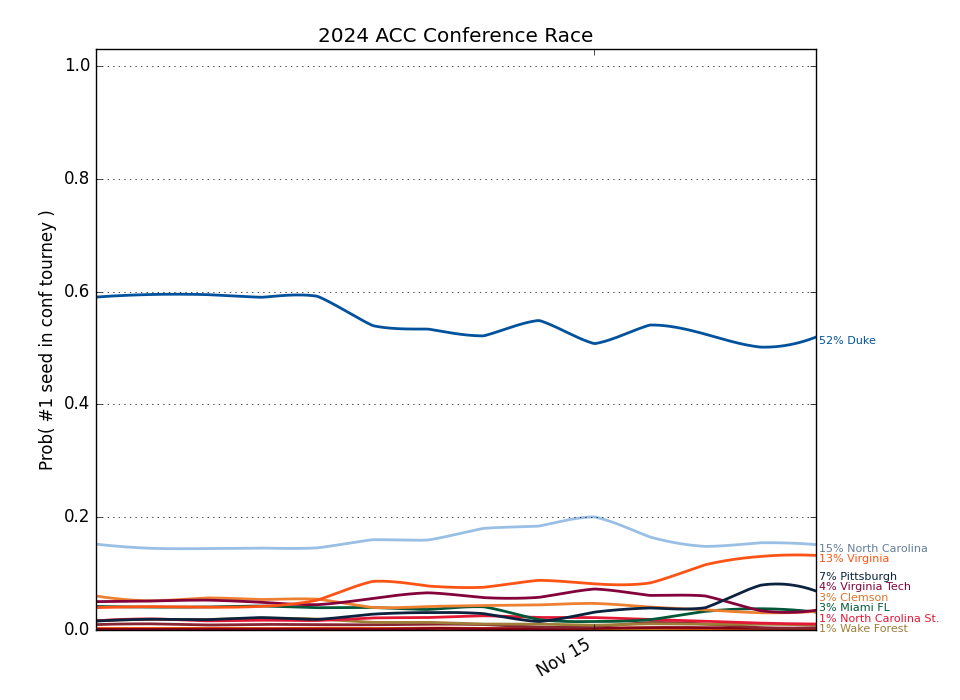 2024 ACC Conference Race
Prob( #1 seed in conf tourney )
1.0
0.8
0.6
0.4
0.2
0.0
Nov 15
52% Duke
15% North Carolina
13% Virginia
7% Pittsburgh
4% Virginia Tech
3% Clemson
3% Miami FL
1% North Carolina St.
1% Wake Forest